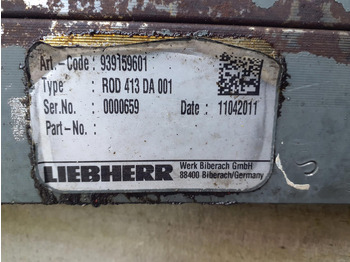 Art.-Code : 939159601
Type : ROD 413 DA 001
Ser.No. : 0000659 Date : 11042011
Part-No. :
LIEBHERR Werk Biberach GmbH
88400 Biberach/Germany